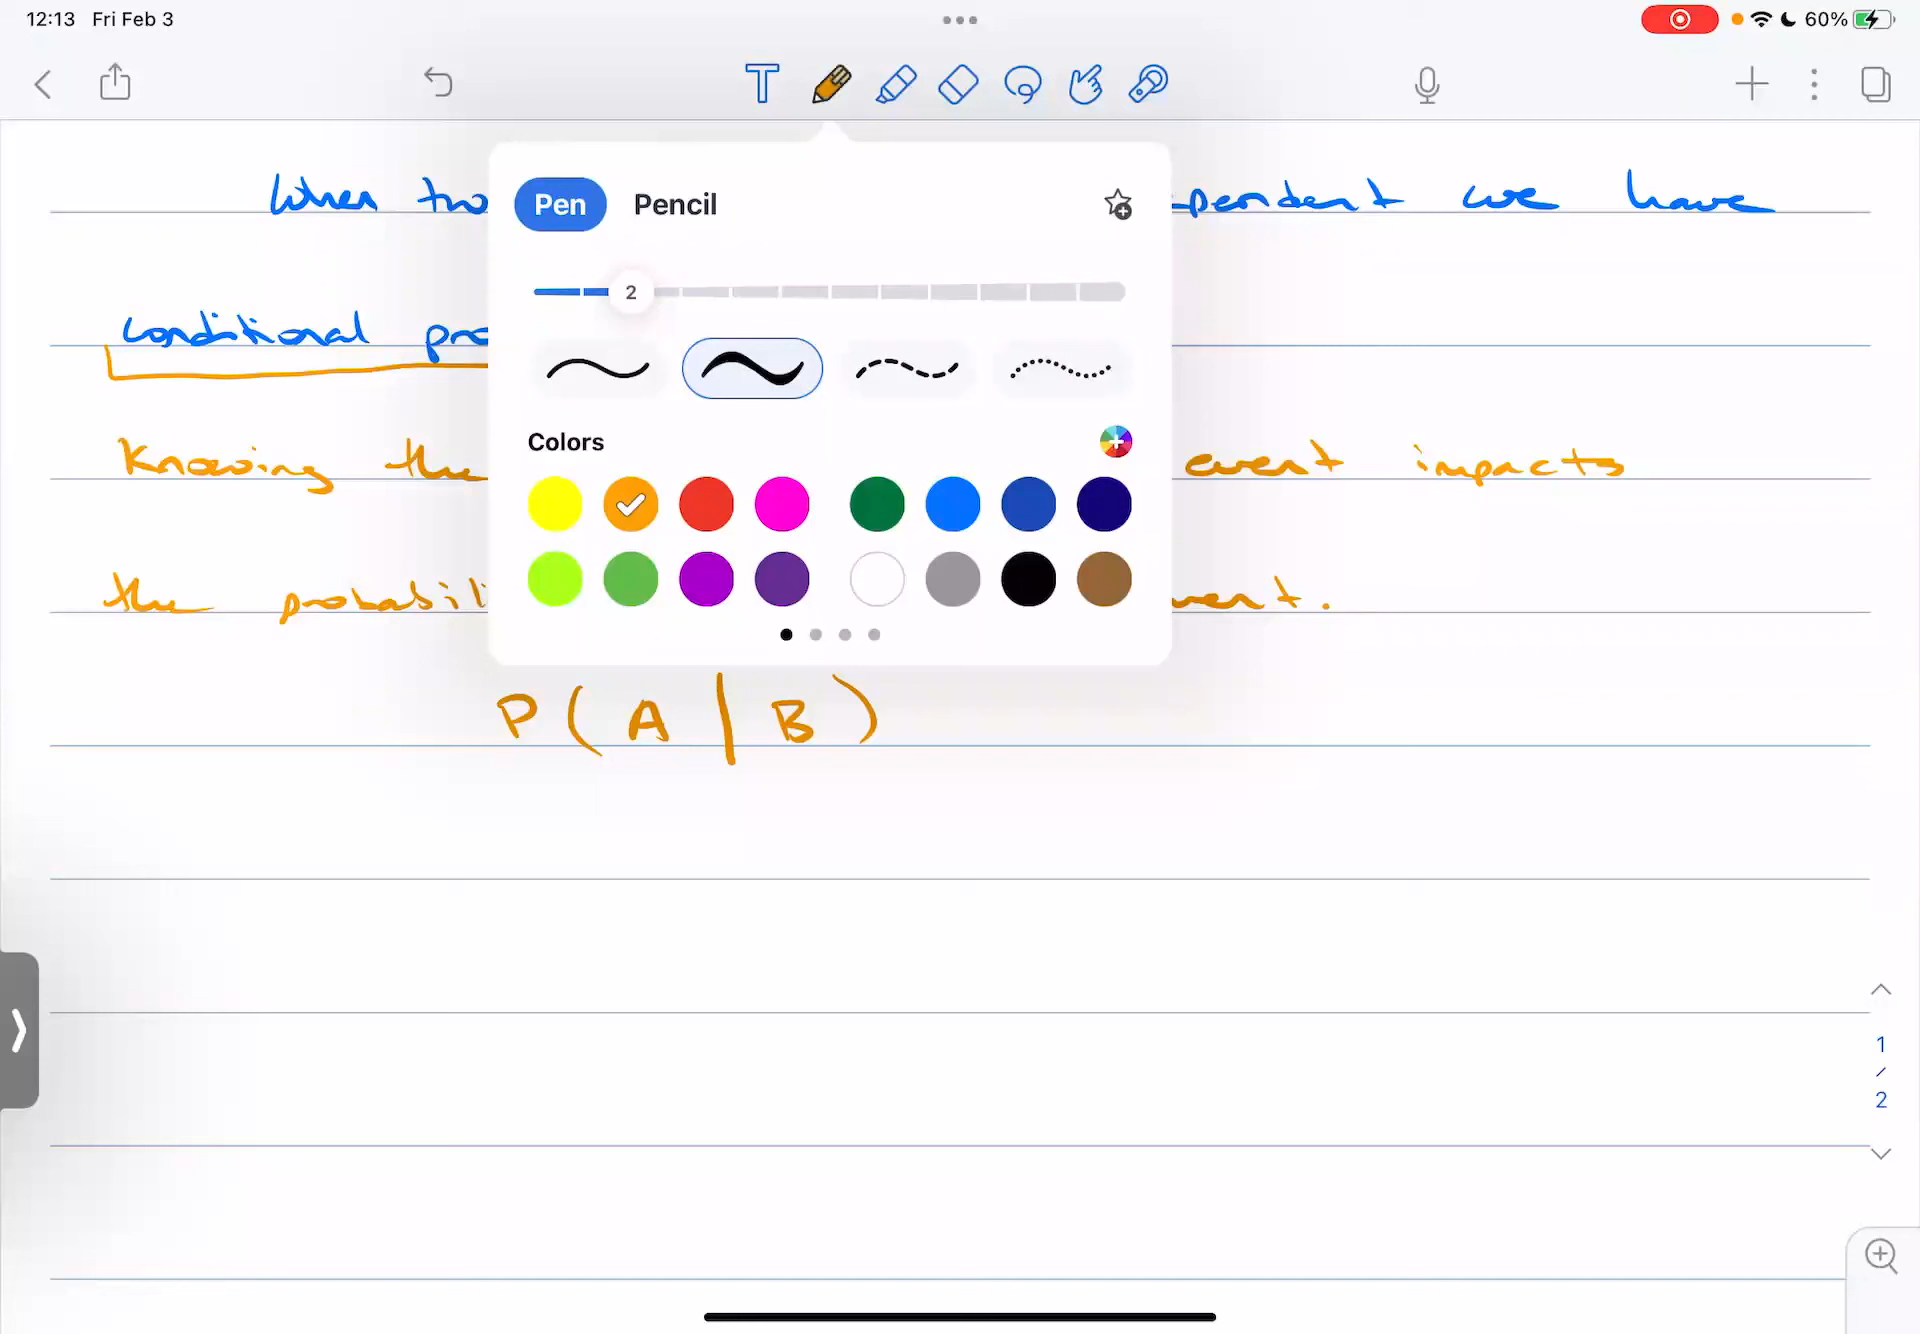 12:13 Fri Feb 3 60%
T
When two pendent we have
Pen Pencil
2
conditional pro
Colors
Knowing the event impacts
the probabili vent.
P(A|B)
1
/
2